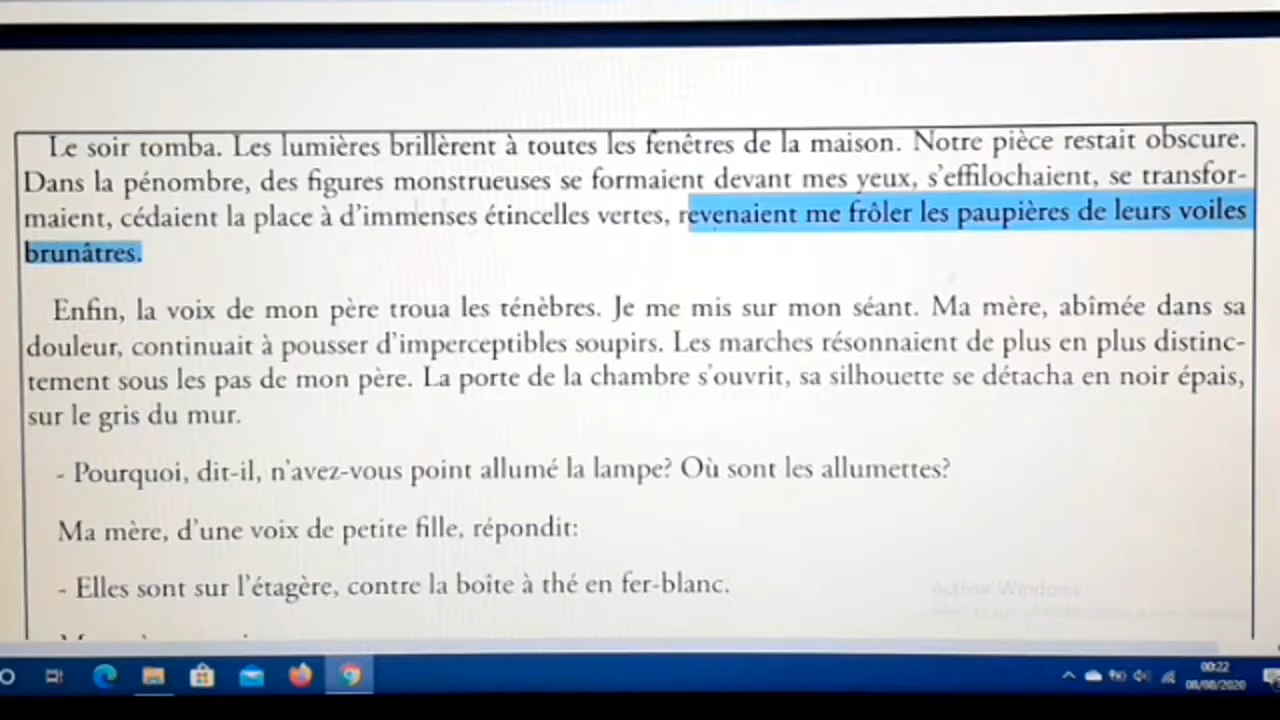 Le soir tomba. Les lumières brillèrent à toutes les fenêtres de la maison. Notre pièce restait obscure.
Dans la pénombre, des figures monstrueuses se formaient devant mes yeux, s'effilochaient, se transfor-
maient, cédaient la place à d'immenses étincelles vertes, revenaient me frôler les paupières de leurs voiles
brunâtres.
Enfin, la voix de mon père troua les ténèbres. Je me mis sur mon séant. Ma mère, abîmée dans sa
douleur, continuait à pousser d'imperceptibles soupirs. Les marches résonnaient de plus en plus distinc-
tement sous les pas de mon père. La porte de la chambre s'ouvrit, sa silhouette se détacha en noir épais,
sur le gris du mur.
- Pourquoi, dit-il, n'avez-vous point allumé la lampe? Où sont les allumettes?
Ma mère, d'une voix de petite fille, répondit:
- Elles sont sur l'étagère, contre la boîte à thé en fer-blanc.
Activer Windows
00:22
08/08/2020